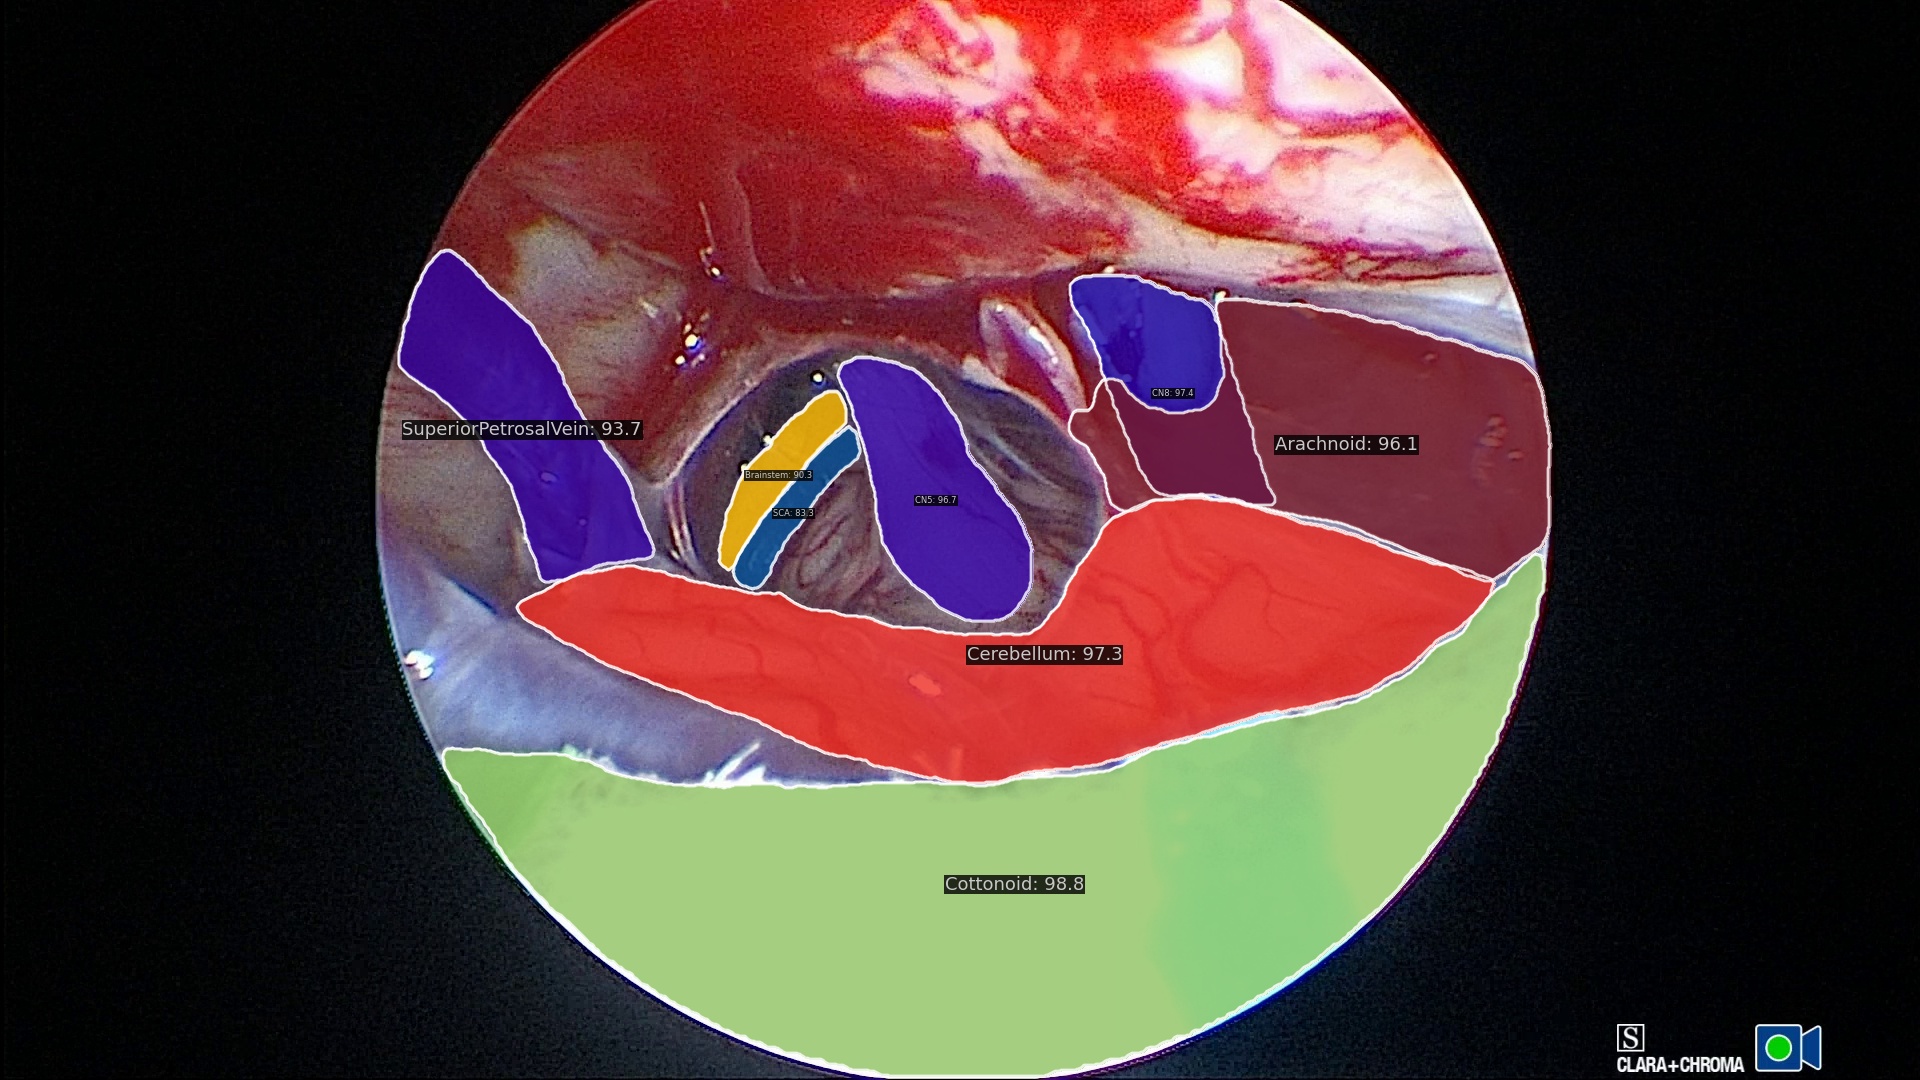 CN8: 97.4
SuperiorPetrosalVein: 93.7
Arachnoid: 96.1
Brainstem: 90.3
CN5: 96.7
SCA: 83.3
Cerebellum: 97.3
Cottonoid: 98.8
S
CLARA+CHROMA